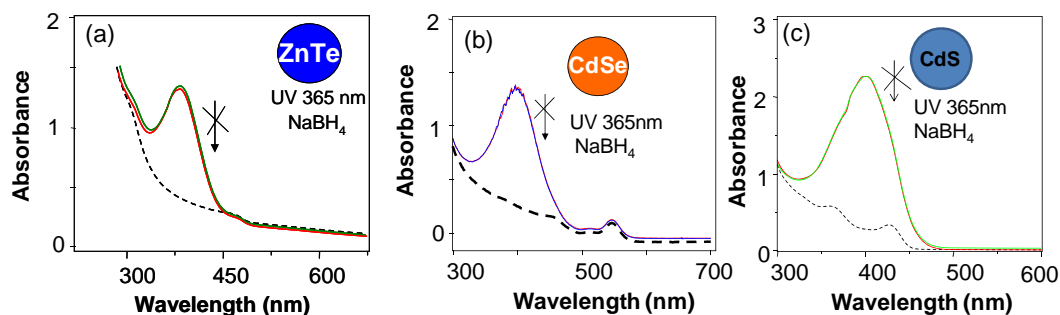 (a)
ZnTe
UV 365 nm
NaBH4
Absorbance
2
1
0
300
450
600
Wavelength (nm)
(b)
CdSe
UV 365nm
NaBH4
Absorbance
2
1
0
300
400
500
700
Wavelength (nm)
(c)
CdS
UV 365nm
NaBH4
Absorbance
3
2
1
0
300
400
500
600
Wavelength (nm)